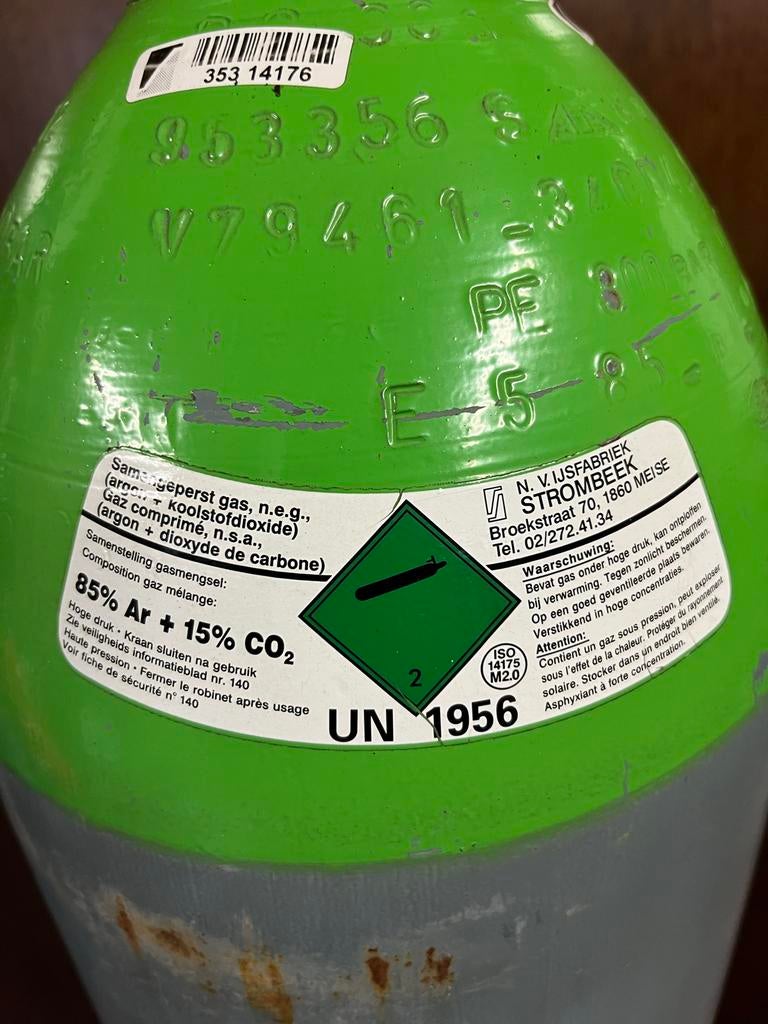 353 14176
953356 S
V79461 - 340
PE 300 BAR
E 5 85
Samengeperst gas, n.e.g.,
(argon + koolstofdioxide)
Gaz comprimé, n.s.a.,
(argon + dioxyde de carbone)
Samenstelling gasmengsel:
Composition gaz mélange:
85% Ar + 15% CO₂
Hoge druk · Kraan sluiten na gebruik
Zie veiligheids informatieblad nr. 140
Haute pression · Fermer le robinet après usage
Voir fiche de sécurité n° 140
2
UN 1956
N. V. IJSFABRIEK
STROMBEEK
Broekstraat 70, 1860 MEISE
Tel. 02/272.41.34
Waarschuwing:
Bevat gas onder hoge druk, kan ontploffen
bij verwarming. Tegen zonlicht beschermen.
Op een goed geventileerde plaats bewaren.
Verstikkend in hoge concentraties.
Attention:
Contient un gaz sous pression, peut exploser
sous l'effet de la chaleur. Protéger du rayonnement
solaire. Stocker dans un endroit bien ventilé.
Asphyxiant à forte concentration.
ISO
14175
M2.0